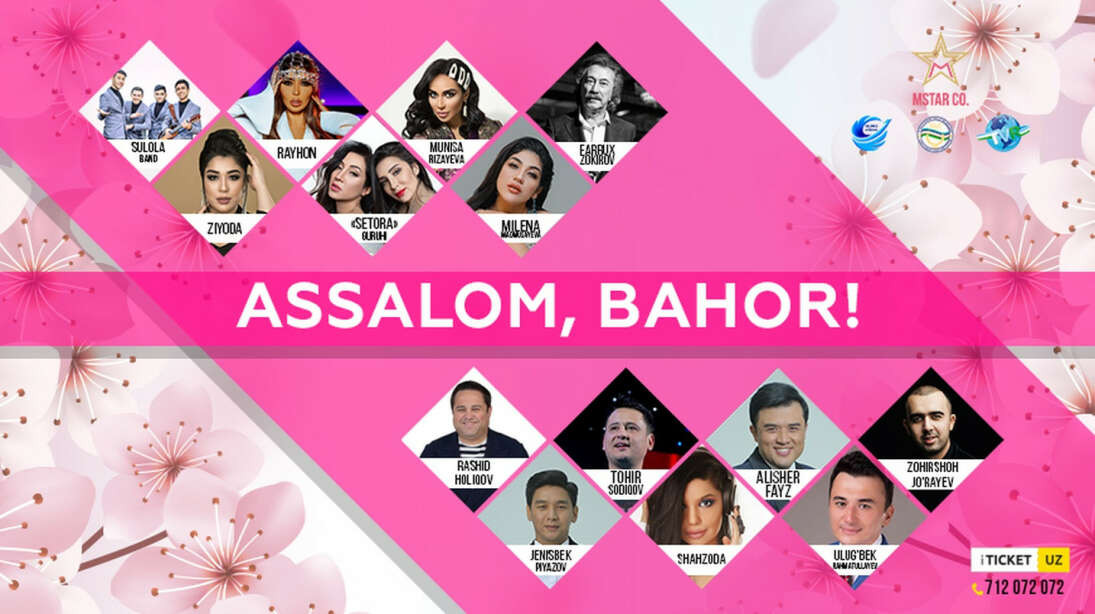 MSTAR CO.
SULOLA
BAND
RAYHON
MUNISA
RIZAYEVA
FARRUX
ZOKIROV
ZIYODA
«SETORA»
GURUHI
MILENA
ASSALOM, BAHOR!
RASHID
HOLIQOV
TOHIR
SODIQOV
ALISHER
FAYZ
ZOHIRSHOH
JO'RAYEV
JENISBEK
PIYAZOV
SHAHZODA
ULUG'BEK
RAHMATULLAYEV
iTICKET UZ
712 072 072